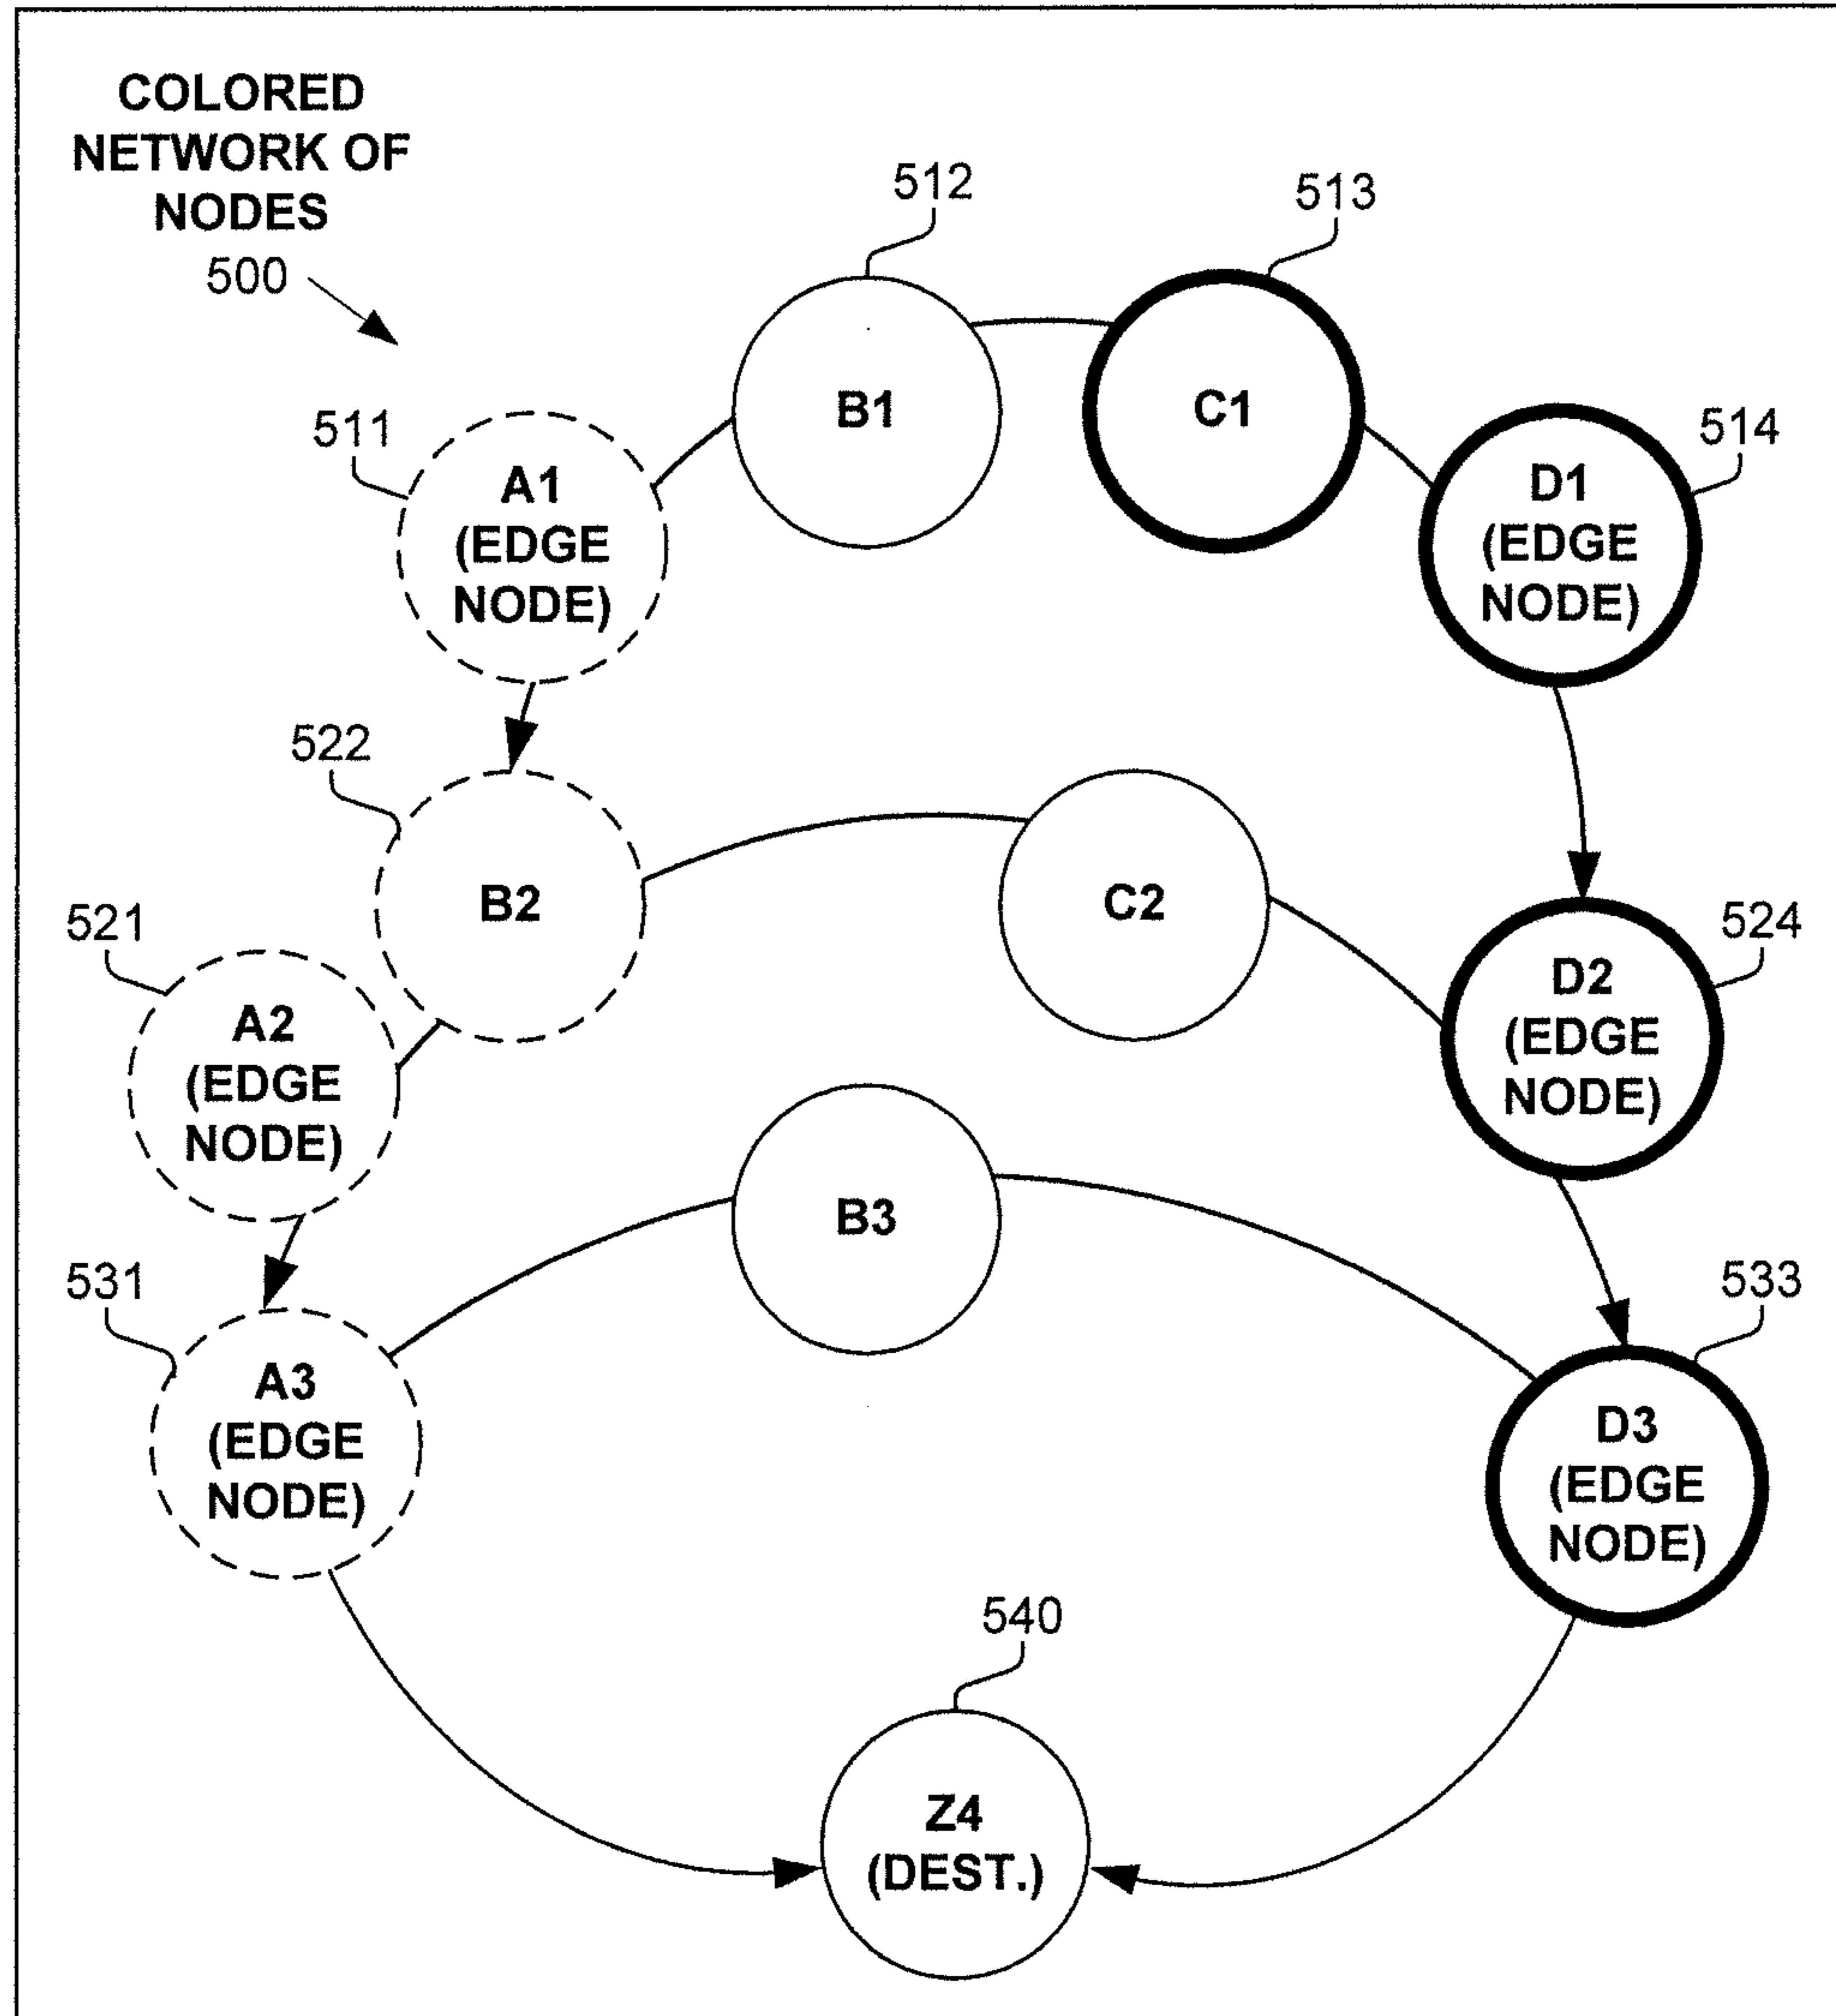 COLORED
NETWORK OF
NODES
500
512
513
B1
C1
511
514
A1
(EDGE
NODE)
D1
(EDGE
NODE)
522
B2
C2
521
524
A2
(EDGE
NODE)
D2
(EDGE
NODE)
B3
531
533
A3
(EDGE
NODE)
D3
(EDGE
NODE)
540
Z4
(DEST.)